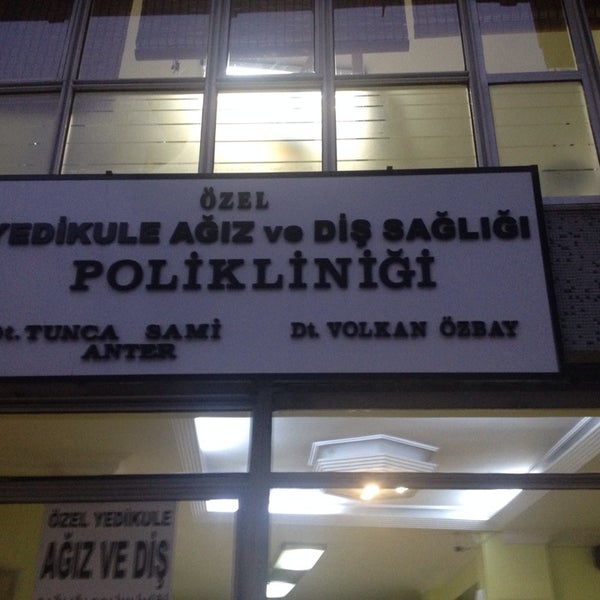 ÖZEL
YEDİKULE AĞIZ ve DİŞ SAĞLIĞI
POLİKLİNİĞİ
Dt. TUNCA SAMİ Dt. VOLKAN ÖZBAY
ANTER
ÖZEL YEDİKULE
AĞIZ VE DİŞ